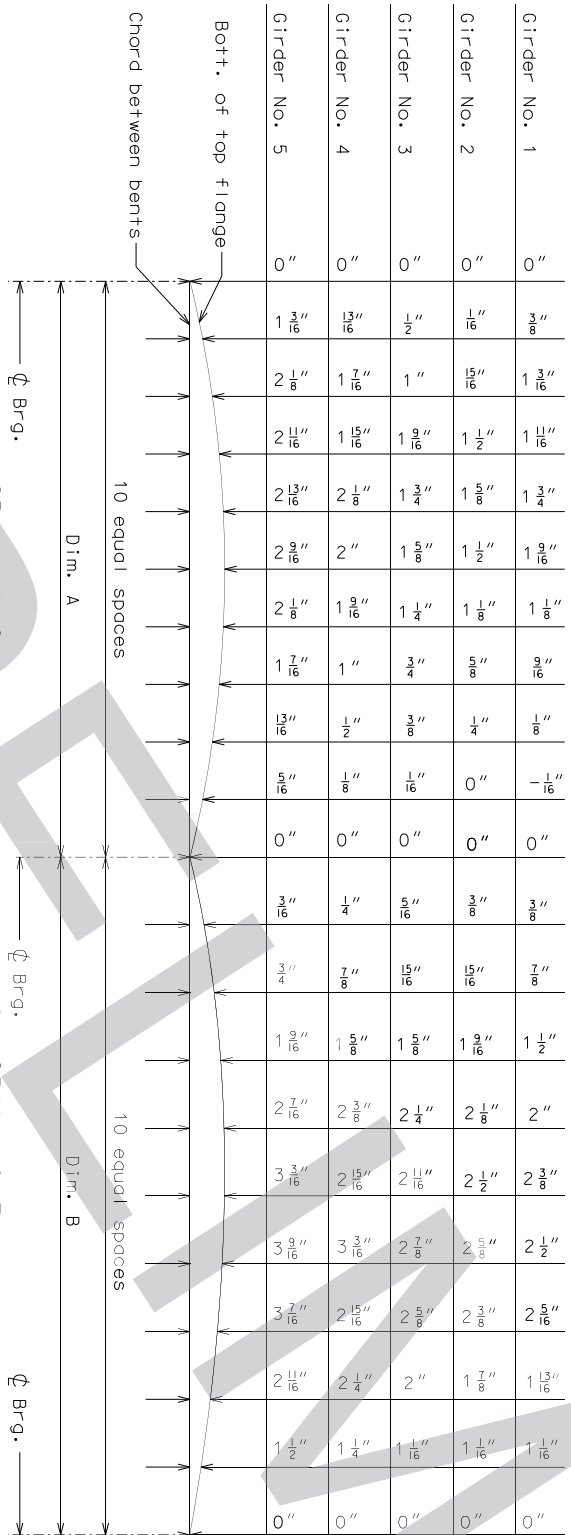 Girder No. 1 0" 3/8" 1 3/16" 1 11/16" 1 3/4" 1 9/16" 1 1/8" 9/16" 1/8" -1/16" 0" 3/8" 7/8" 1 1/2" 2" 2 3/8" 2 1/2" 2 5/16" 1 13/16" 1 1/16" 0"
Girder No. 2 0" 1/16" 15/16" 1 1/2" 1 5/8" 1 1/2" 1 1/8" 5/8" 1/4" 0" 0" 3/8" 15/16" 1 9/16" 2 1/8" 2 1/2" 2 5/8" 2 3/8" 1 7/8" 1 1/16" 0"
Girder No. 3 0" 1/2" 1" 1 9/16" 1 3/4" 1 5/8" 1 1/4" 3/4" 3/8" 1/16" 0" 5/16" 15/16" 1 5/8" 2 1/4" 2 11/16" 2 7/8" 2 5/8" 2" 1 1/16" 0"
Girder No. 4 0" 13/16" 1 7/16" 1 15/16" 2 1/8" 2" 1 9/16" 1" 1/2" 1/8" 0" 1/4" 7/8" 1 5/8" 2 3/8" 2 15/16" 3 3/16" 2 15/16" 2 1/4" 1 1/4" 0"
Girder No. 5 0" 1 3/16" 2 1/8" 2 11/16" 2 13/16" 2 9/16" 2 1/8" 1 7/16" 13/16" 5/16" 0" 3/16" 3/4" 1 9/16" 2 7/16" 3 3/16" 3 9/16" 3 7/16" 2 11/16" 1 1/2" 0"
Bott. of top flange
Chord between bents
10 equal spaces 10 equal spaces
Dim. A Dim. B
℄ Brg. ℄ Brg. ℄ Brg.